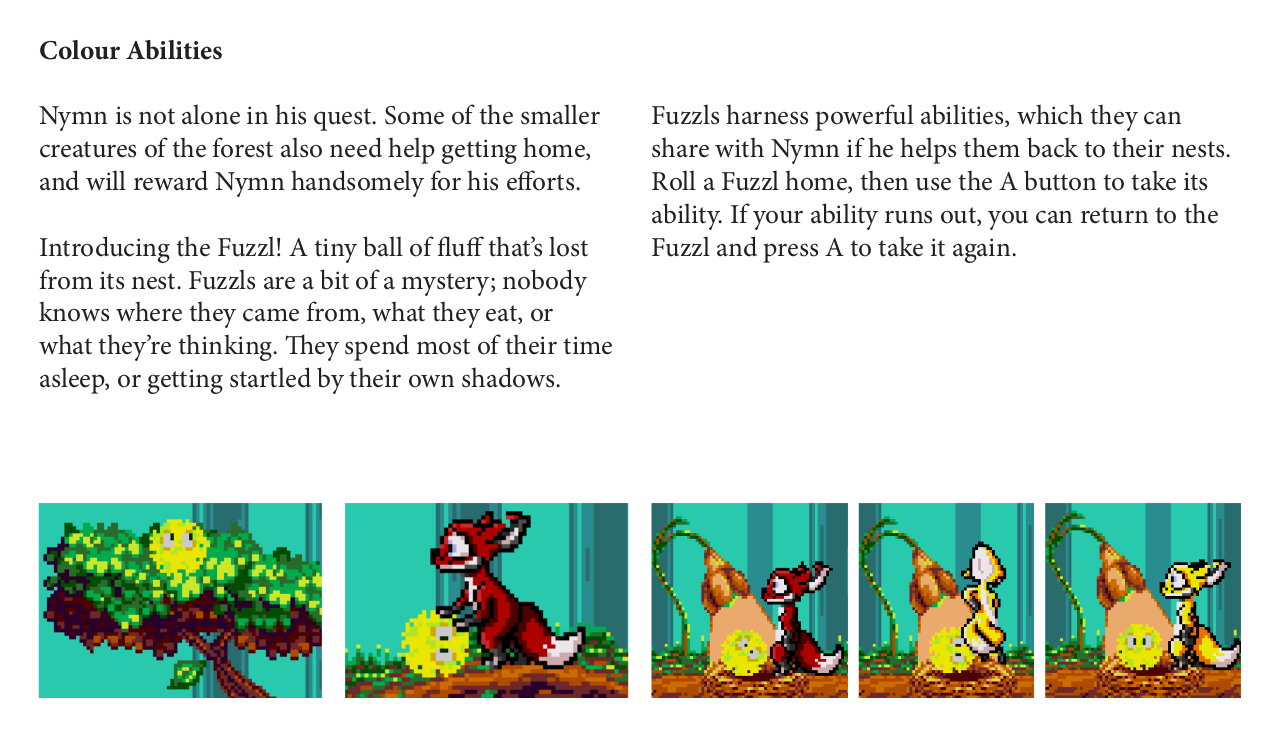 Colour Abilities
Nymn is not alone in his quest. Some of the smaller
creatures of the forest also need help getting home,
and will reward Nymn handsomely for his efforts.
Introducing the Fuzzl! A tiny ball of fluff that’s lost
from its nest. Fuzzls are a bit of a mystery; nobody
knows where they came from, what they eat, or
what they’re thinking. They spend most of their time
asleep, or getting startled by their own shadows.
Fuzzls harness powerful abilities, which they can
share with Nymn if he helps them back to their nests.
Roll a Fuzzl home, then use the A button to take its
ability. If your ability runs out, you can return to the
Fuzzl and press A to take it again.